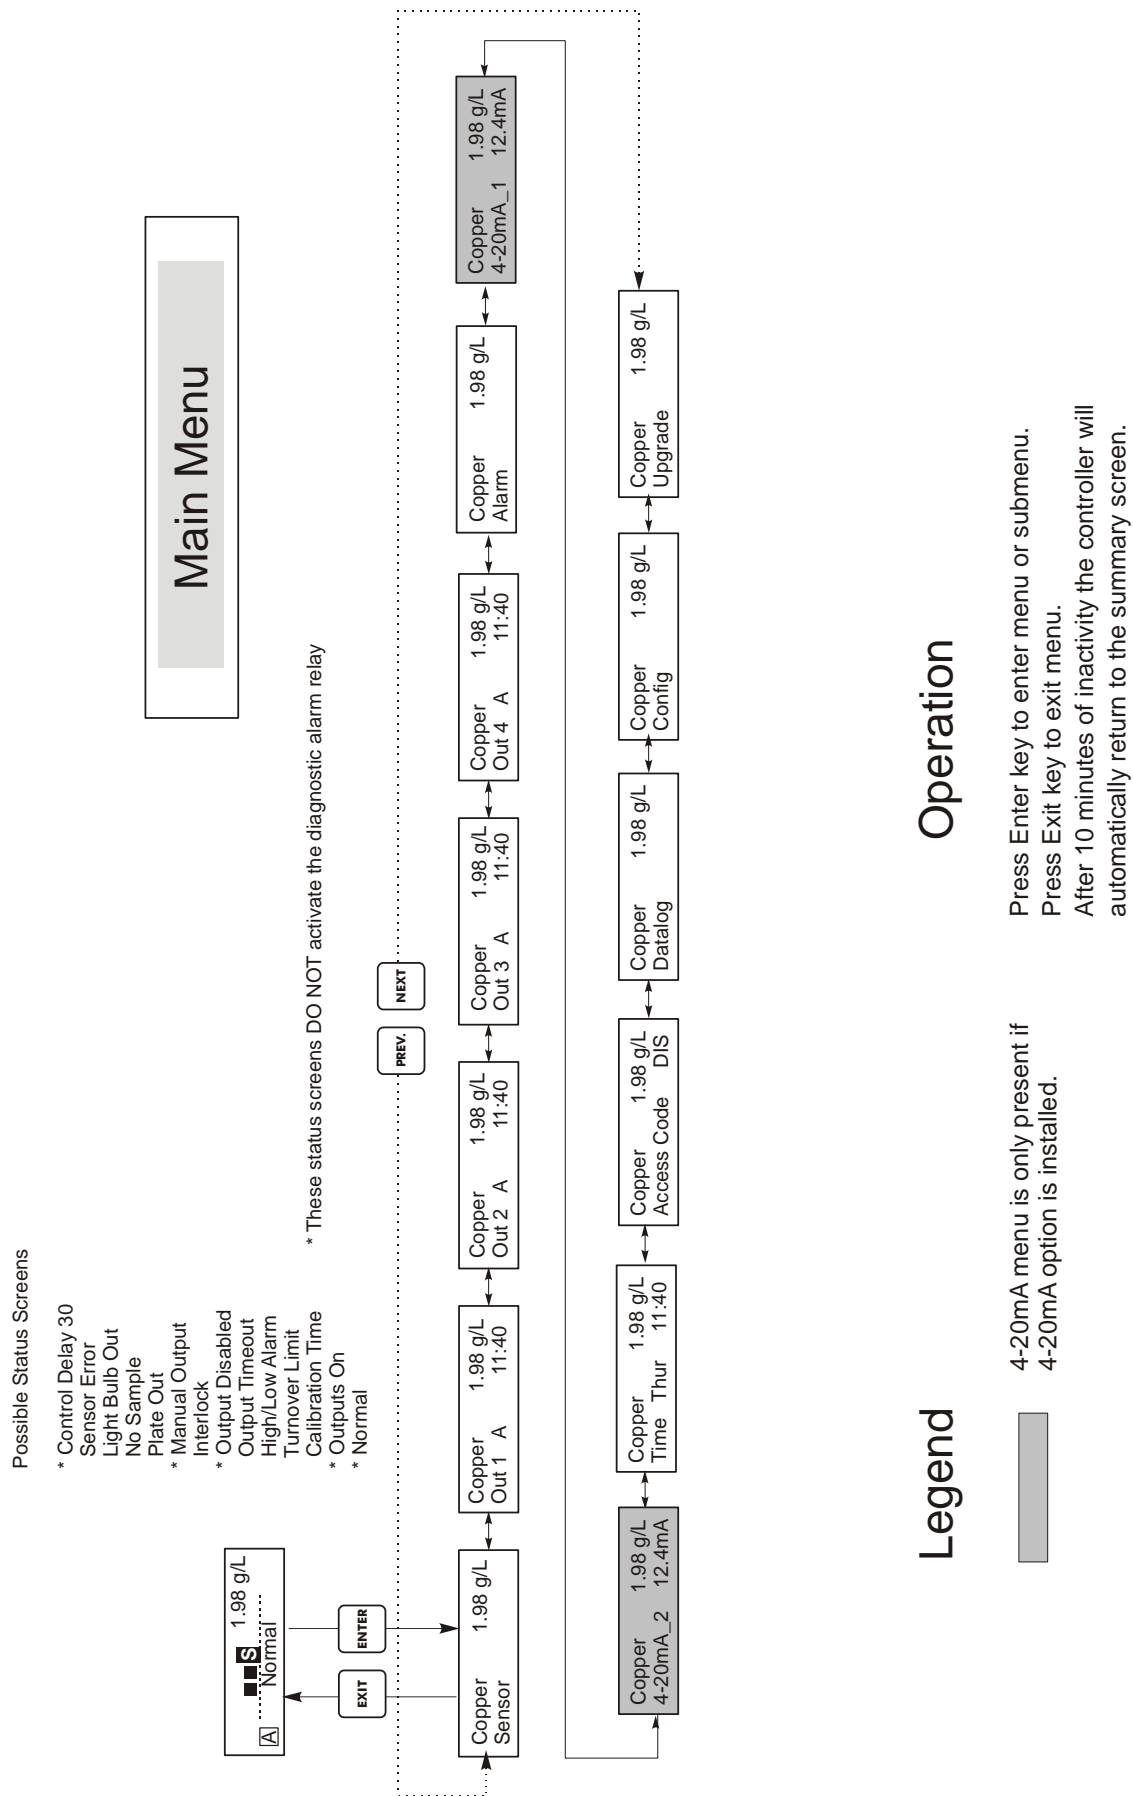 Main Menu
Possible Status Screens
* Control Delay 30
Sensor Error
Light Bulb Out
No Sample
Plate Out
* Manual Output
Interlock
* Output Disabled
Output Timeout
High/Low Alarm
Turnover Limit
Calibration Time
* Outputs On
* Normal
* These status screens DO NOT activate the diagnostic alarm relay
S 1.98 g/L
A Normal
EXIT
ENTER
PREV.
NEXT
Copper 1.98 g/L
Sensor
Copper 1.98 g/L
Out 1 A 11:40
Copper 1.98 g/L
Out 2 A 11:40
Copper 1.98 g/L
Out 3 A 11:40
Copper 1.98 g/L
Out 4 A 11:40
Copper 1.98 g/L
Alarm
Copper 1.98 g/L
4-20mA_1 12.4mA
Copper 1.98 g/L
4-20mA_2 12.4mA
Copper 1.98 g/L
Time Thur 11:40
Copper 1.98 g/L
Access Code DIS
Copper 1.98 g/L
Datalog
Copper 1.98 g/L
Config
Copper 1.98 g/L
Upgrade
Legend
4-20mA menu is only present if
4-20mA option is installed.
Operation
Press Enter key to enter menu or submenu.
Press Exit key to exit menu.
After 10 minutes of inactivity the controller will
automatically return to the summary screen.